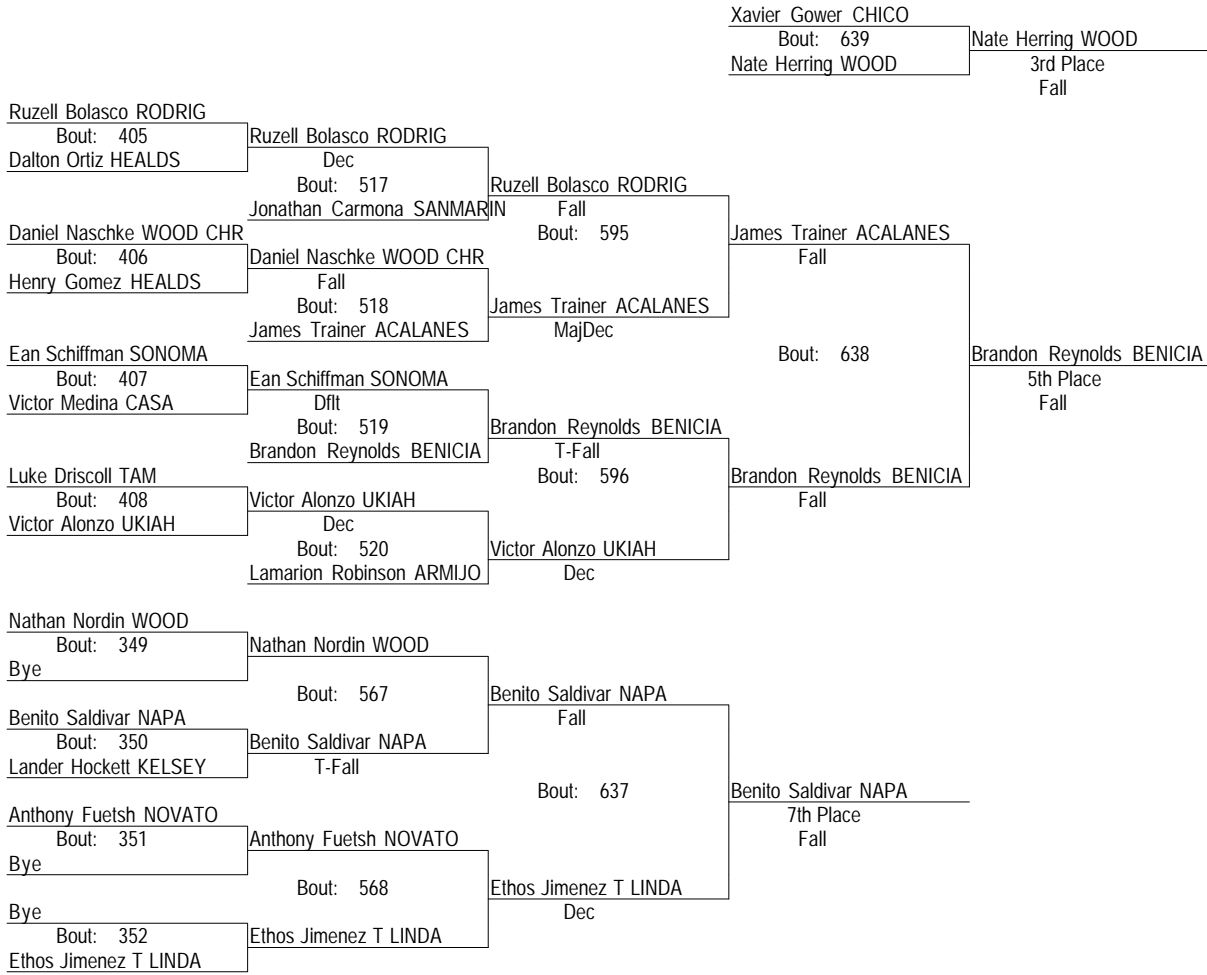 Xavier Gower CHICO
Bout: 639
Nate Herring WOOD
Nate Herring WOOD
3rd Place
Fall
Ruzell Bolasco RODRIG
Bout: 405
Dalton Ortiz HEALDS
Ruzell Bolasco RODRIG
Dec
Bout: 517
Jonathan Carmona SANMARIN
Ruzell Bolasco RODRIG
Fall
Bout: 595
Daniel Naschke WOOD CHR
Bout: 406
Henry Gomez HEALDS
Daniel Naschke WOOD CHR
Fall
Bout: 518
James Trainer ACALANES
James Trainer ACALANES
MajDec
James Trainer ACALANES
Fall
Bout: 638
Ean Schiffman SONOMA
Bout: 407
Victor Medina CASA
Ean Schiffman SONOMA
Dflt
Bout: 519
Brandon Reynolds BENICIA
Brandon Reynolds BENICIA
T-Fall
Bout: 596
Luke Driscoll TAM
Bout: 408
Victor Alonzo UKIAH
Victor Alonzo UKIAH
Dec
Bout: 520
Lamarion Robinson ARMIJO
Victor Alonzo UKIAH
Dec
Brandon Reynolds BENICIA
Fall
Brandon Reynolds BENICIA
5th Place
Fall
Nathan Nordin WOOD
Bout: 349
Bye
Nathan Nordin WOOD
Bout: 567
Benito Saldivar NAPA
Bout: 350
Lander Hockett KELSEY
Benito Saldivar NAPA
T-Fall
Benito Saldivar NAPA
Fall
Bout: 637
Anthony Fuetsh NOVATO
Bout: 351
Bye
Anthony Fuetsh NOVATO
Bout: 568
Bye
Bout: 352
Ethos Jimenez T LINDA
Ethos Jimenez T LINDA
Ethos Jimenez T LINDA
Dec
Benito Saldivar NAPA
7th Place
Fall